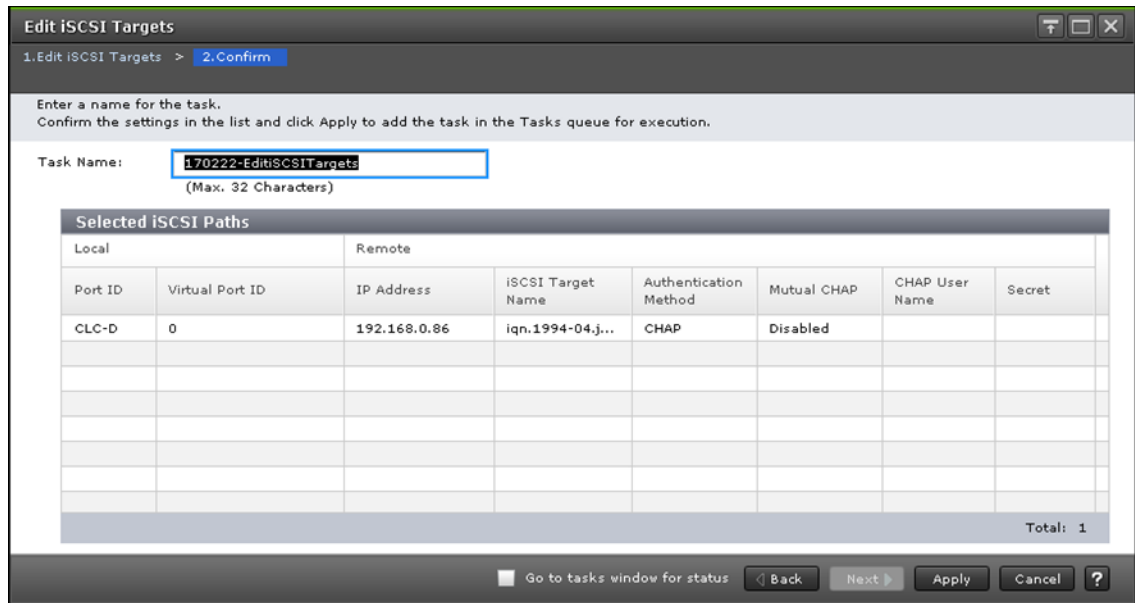 Edit iSCSI Targets
1.Edit iSCSI Targets > 2.Confirm
Enter a name for the task.
Confirm the settings in the list and click Apply to add the task in the Tasks queue for execution.
Task Name: 170222-EditiSCSITargets
(Max. 32 Characters)
Selected iSCSI Paths
Local Remote
Port ID Virtual Port ID IP Address iSCSI Target Name Authentication Method Mutual CHAP CHAP User Name Secret
CLC-D 0 192.168.0.86 iqn.1994-04.j... CHAP Disabled
Total: 1
Go to tasks window for status Back Next Apply Cancel ?